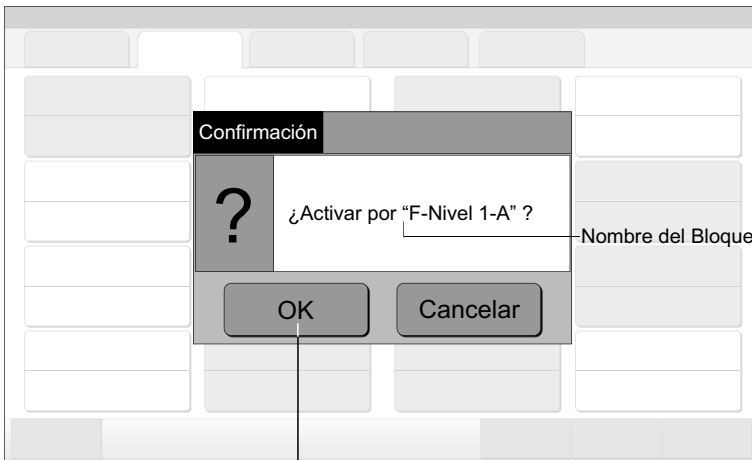 Confirmación
?
¿Activar por “F-Nivel 1-A” ?
Nombre del Bloque
OK
Cancelar